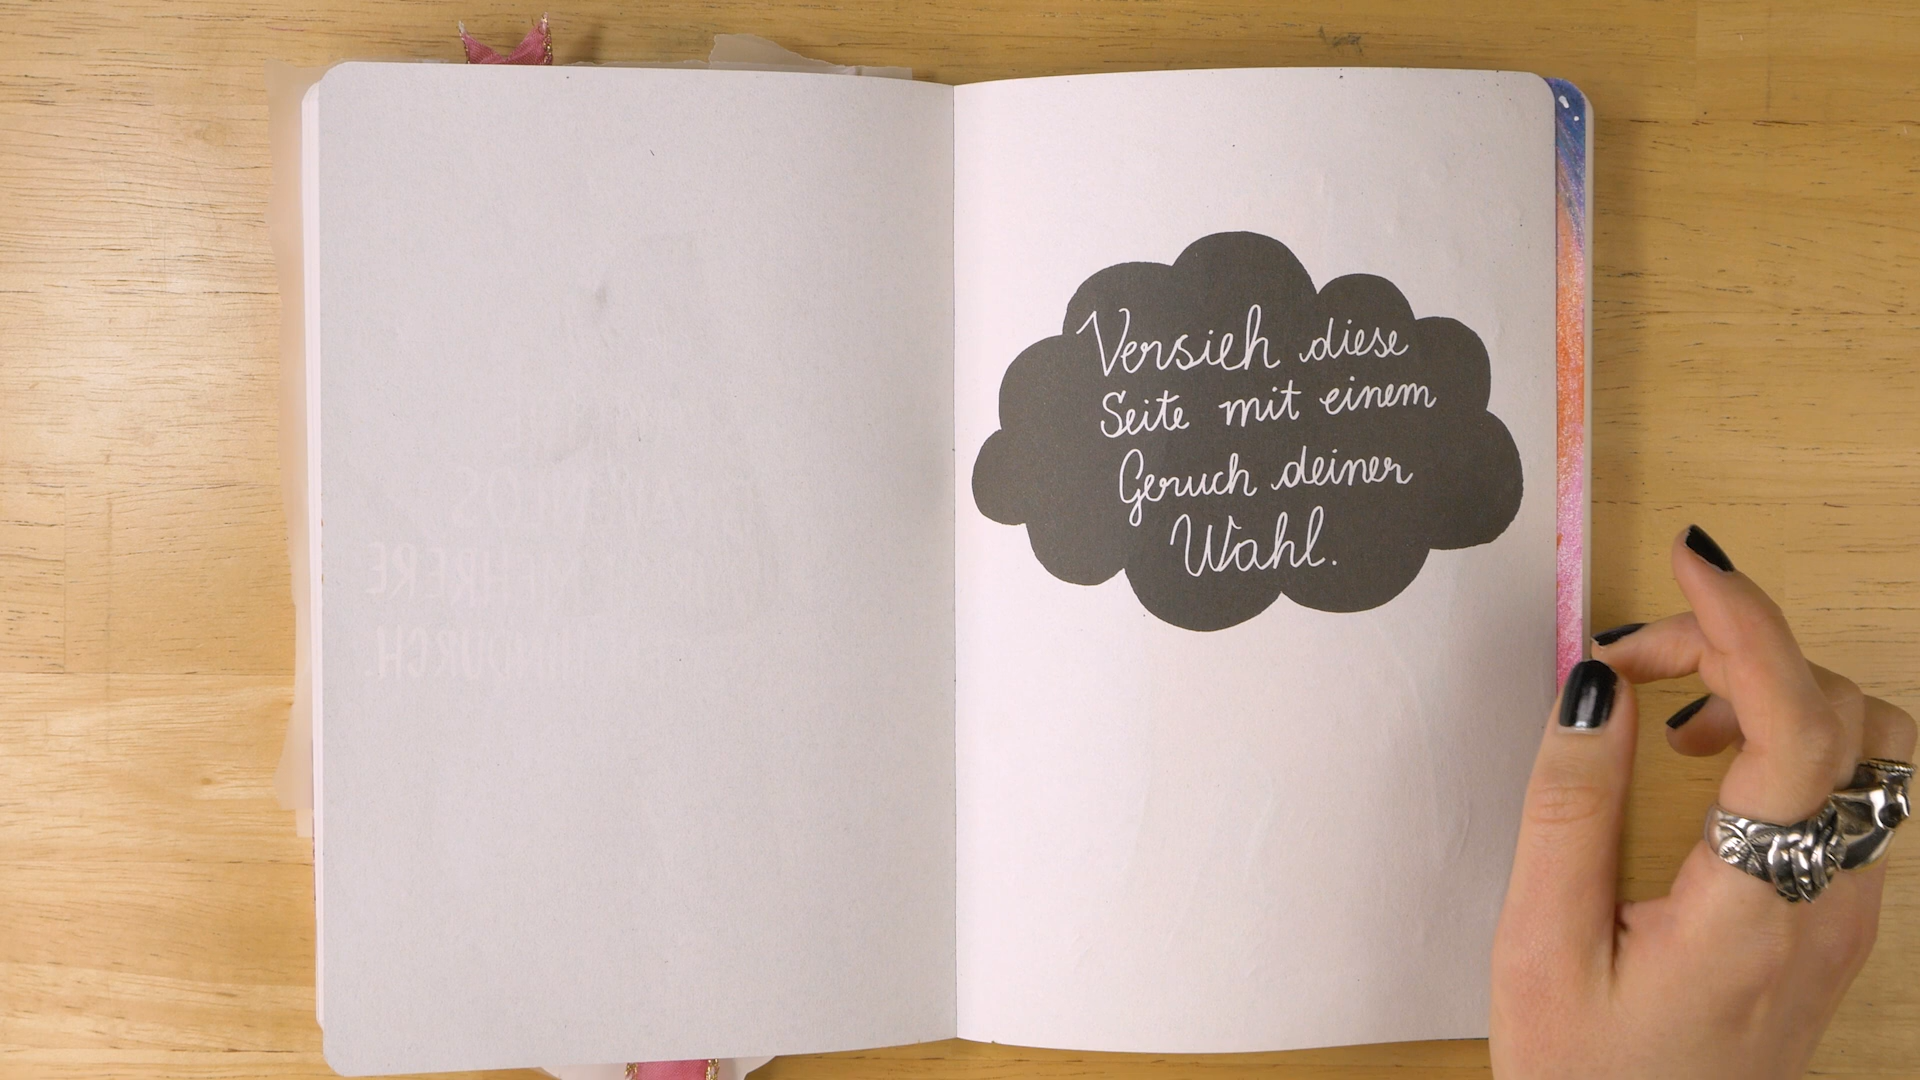 Versieh diese
Seite mit einem
Geruch deiner
Wahl.